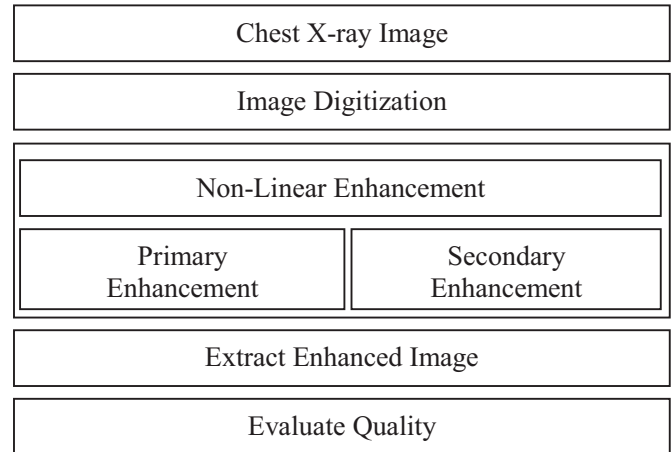 Chest X-ray Image
Image Digitization
Non-Linear Enhancement
Primary
Enhancement
Secondary
Enhancement
Extract Enhanced Image
Evaluate Quality